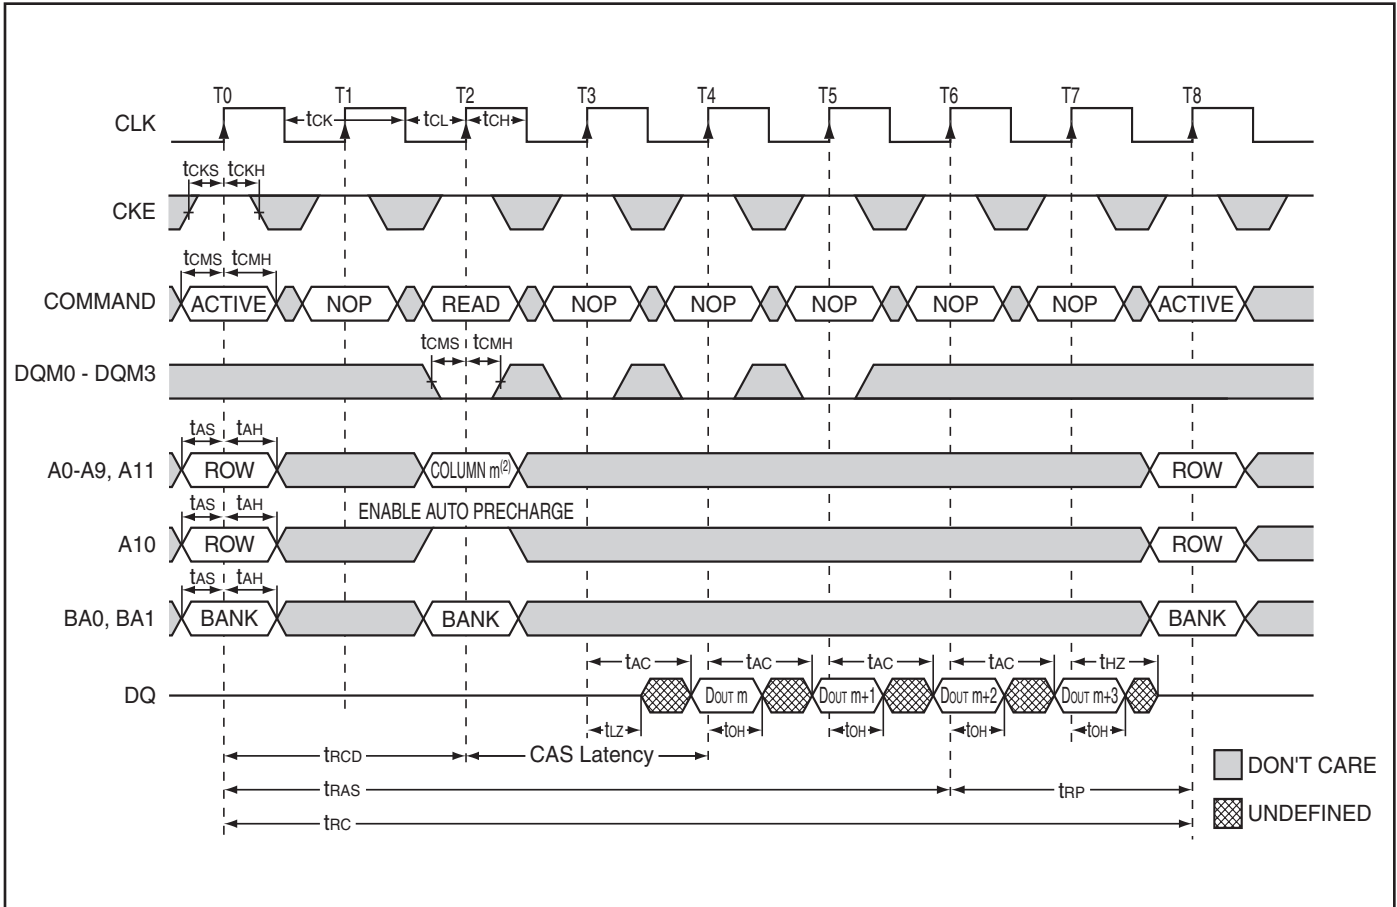 T0 T1 T2 T3 T4 T5 T6 T7 T8
CLK tCK tCL tCH
tCKS tCKH
CKE
tCMS tCMH
COMMAND ACTIVE NOP READ NOP NOP NOP NOP NOP ACTIVE
tCMS tCMH
DQM0 - DQM3
tAS tAH
A0-A9, A11 ROW COLUMN m(2) ROW
tAS tAH ENABLE AUTO PRECHARGE
A10 ROW ROW
tAS tAH
BA0, BA1 BANK BANK BANK
tAC tAC tAC tAC tHZ
DQ DOUT m DOUT m+1 DOUT m+2 DOUT m+3
tLZ tOH tOH tOH tOH
tRCD CAS Latency
DON'T CARE
tRAS tRP
UNDEFINED
tRC